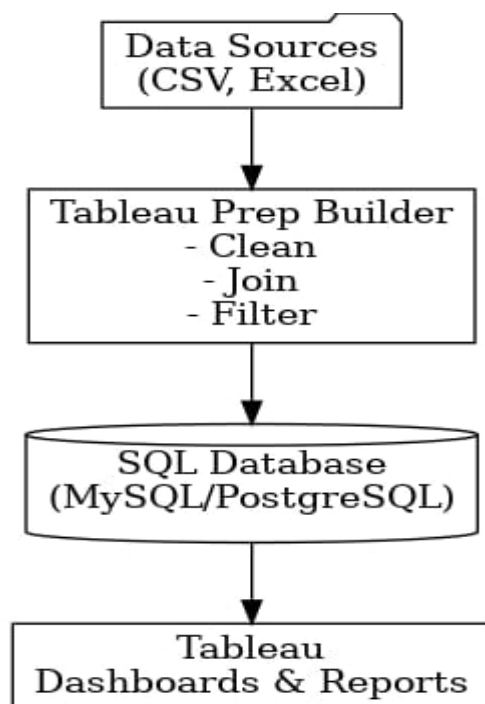 Data Sources
(CSV, Excel)
Tableau Prep Builder
- Clean
- Join
- Filter
SQL Database
(MySQL/PostgreSQL)
Tableau
Dashboards & Reports